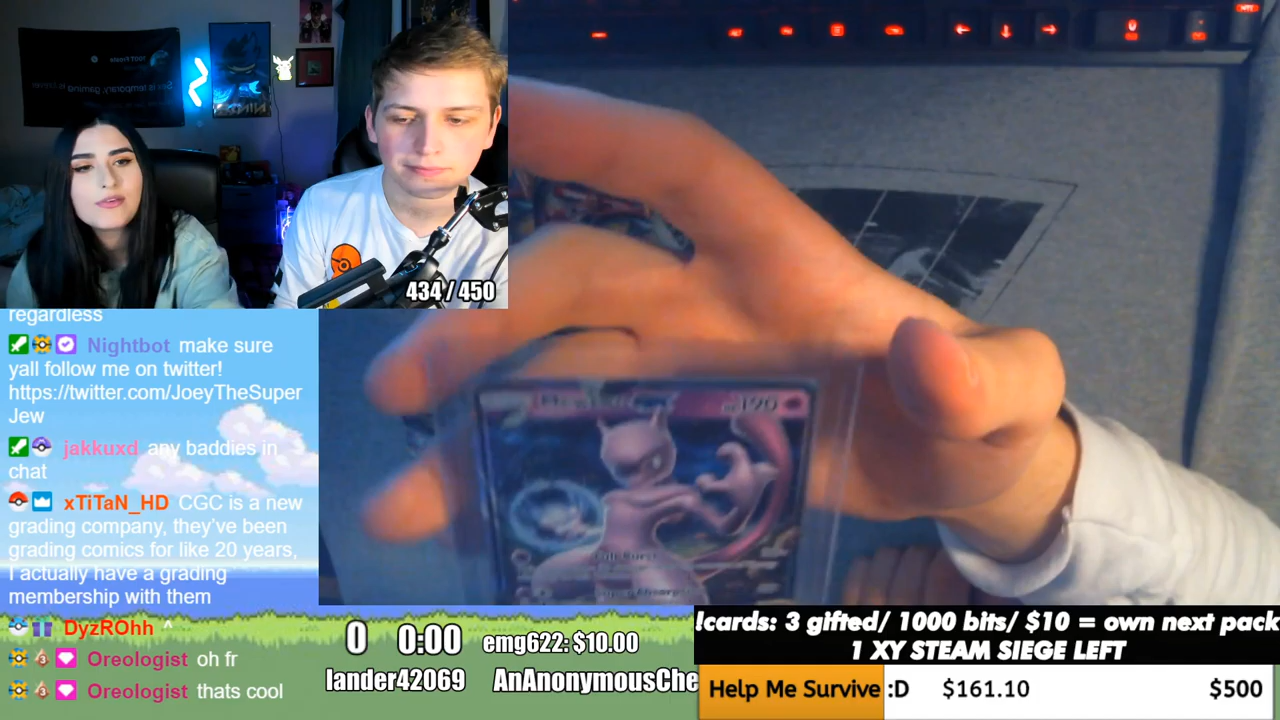 434 / 450
regardless
Nightbot make sure
yall follow me on twitter!
https://twitter.com/JoeyTheSuper
Jew
jakkuxd any baddies in
chat
xTiTaN_HD CGC is a new
grading company, they've been
grading comics for like 20 years,
I actually have a grading
membership with them
DyzROhh ^
Oreologist oh fr
Oreologist thats cool
0 0:00 emg622: $10.00
lander42069 AnAnonymousChe
!cards: 3 gifted/ 1000 bits/ $10 = own next pack
1 XY STEAM SIEGE LEFT
Help Me Survive :D $161.10 $500
190